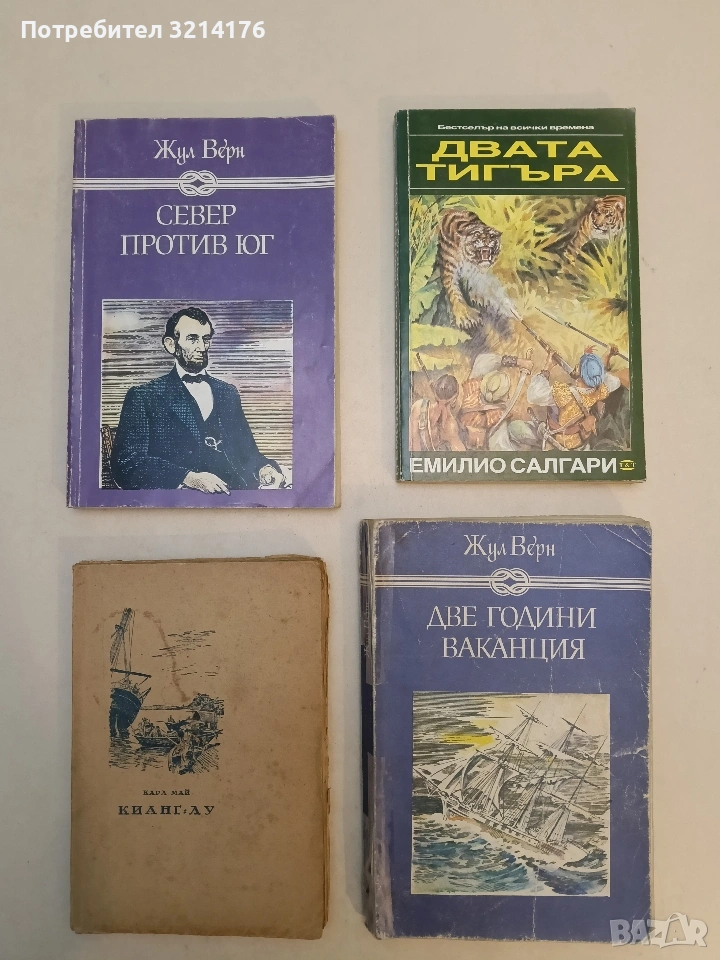 Потребител 3214176
Жул Верн
СЕВЕР
ПРОТИВ ЮГ
Бестселър на всички времена
ДВАТА
ТИГЪРА
ЕМИЛИО САЛГАРИ
T&T
КАРЛ МАЙ
КИАНГ-ЛУ
Жул Верн
ДВЕ ГОДИНИ
ВАКАНЦИЯ
BAZAR